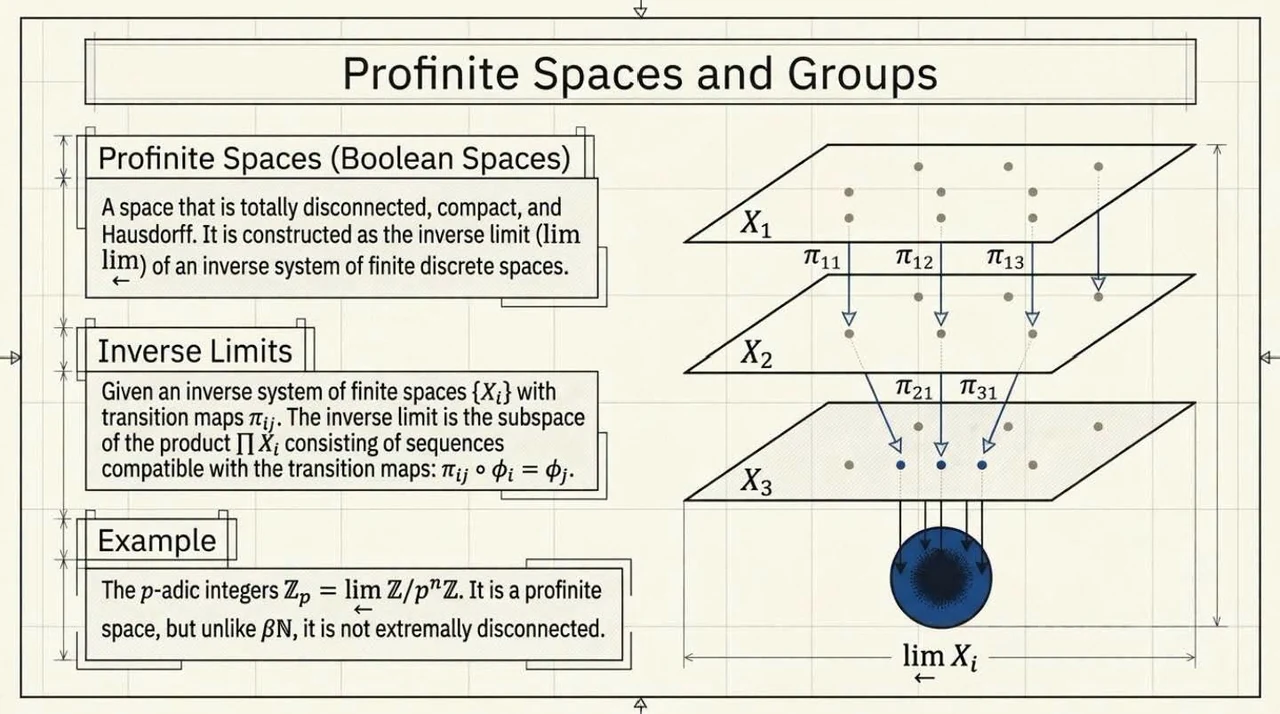 Profinite Spaces and Groups
Profinite Spaces (Boolean Spaces)
A space that is totally disconnected, compact, and
Hausdorff. It is constructed as the inverse limit (lim
lim) of an inverse system of finite discrete spaces.
←
Inverse Limits
Given an inverse system of finite spaces {Xᵢ} with
transition maps πᵢⱼ. The inverse limit is the subspace
of the product ∏ Xᵢ consisting of sequences
compatible with the transition maps: πᵢⱼ ∘ ϕᵢ = ϕⱼ.
Example
The p-adic integers ℤₚ = lim ℤ/pⁿℤ. It is a profinite
←
space, but unlike βℕ, it is not extremally disconnected.
X₁
π₁₁ π₁₂ π₁₃
X₂
π₂₁ π₃₁
X₃
lim Xᵢ
←